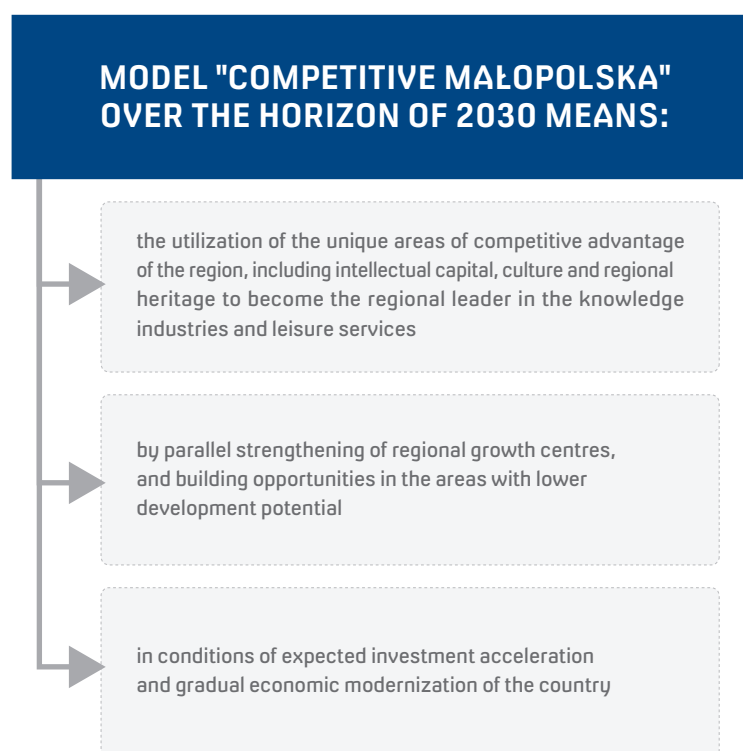 MODEL "COMPETITIVE MAŁOPOLSKA"
OVER THE HORIZON OF 2030 MEANS:
the utilization of the unique areas of competitive advantage
of the region, including intellectual capital, culture and regional
heritage to become the regional leader in the knowledge
industries and leisure services
by parallel strengthening of regional growth centres,
and building opportunities in the areas with lower
development potential
in conditions of expected investment acceleration
and gradual economic modernization of the country